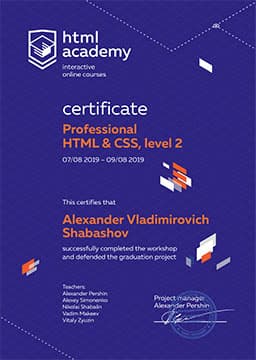 html
academy
interactive
online courses
certificate
Professional
HTML & CSS, level 2
07/08 2019 – 09/08 2019
This certifies that
Alexander Vladimirovich
Shabashov
successfully completed the workshop
and defended the graduation project
Teachers:
Alexander Pershin
Alexey Simonenko
Nikolai Shabalin
Vadim Makeev
Vitaly Zyuzin
Project manager
Alexander Pershin